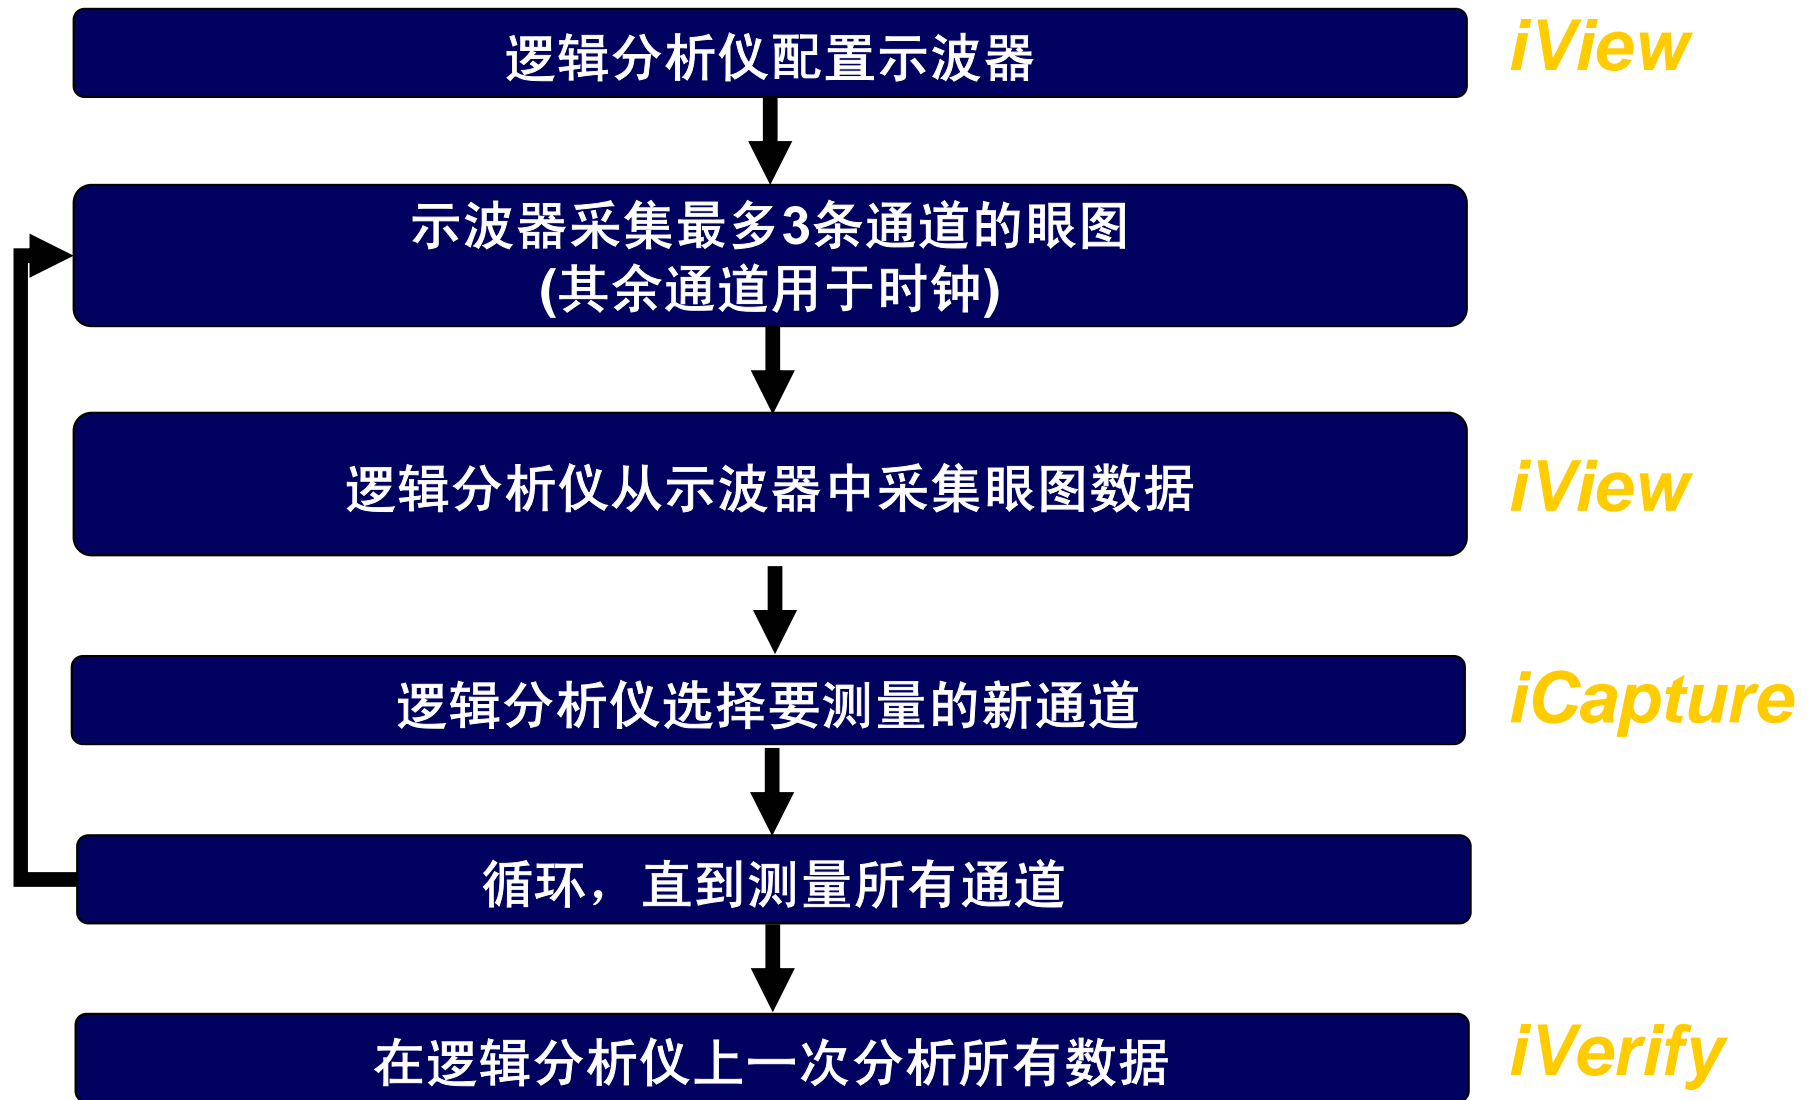 逻辑分析仪配置示波器
iView
示波器采集最多3条通道的眼图
(其余通道用于时钟)
逻辑分析仪从示波器中采集眼图数据
iView
逻辑分析仪选择要测量的新通道
iCapture
循环，直到测量所有通道
在逻辑分析仪上一次分析所有数据
iVerify